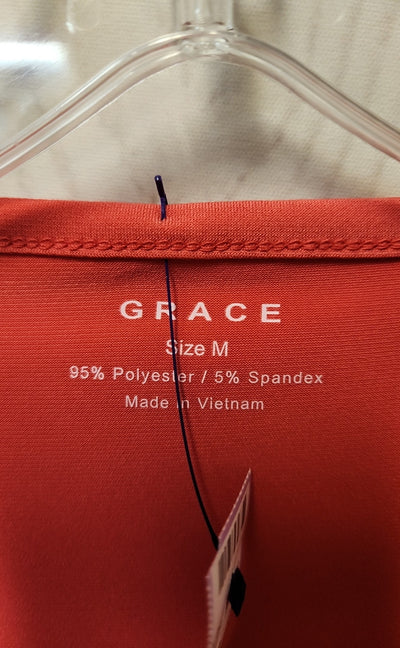 GRACE
Size M
95% Polyester / 5% Spandex
Made in Vietnam